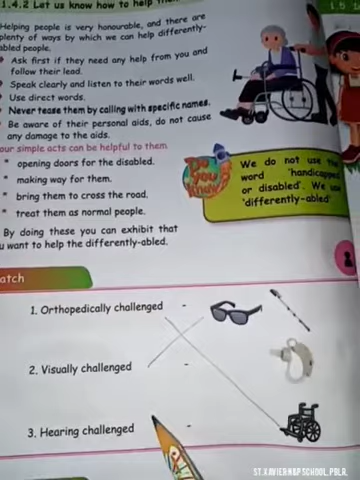 1.4.2 Let us know how to help
1.5
Helping people is very honourable, and there are
plenty of ways by which we can help differently-
abled people.
Ask first if they need any help from you and
follow their lead.
Speak clearly and listen to their words well.
Use direct words.
Never tease them by calling with specific names.
Be aware of their personal aids, do not cause
any damage to the aids.
our simple acts can be helpful to them
* opening doors for the disabled.
* making way for them.
* bring them to cross the road.
* treat them as normal people.
By doing these you can exhibit that
u want to help the differently-abled.
Do you Know
We do not use the
word 'handicapped
or disabled'. We use
'differently-abled'
atch
1. Orthopedically challenged -
2. Visually challenged -
3. Hearing challenged -
ST.XAVIER N&P SCHOOL,PBLR.